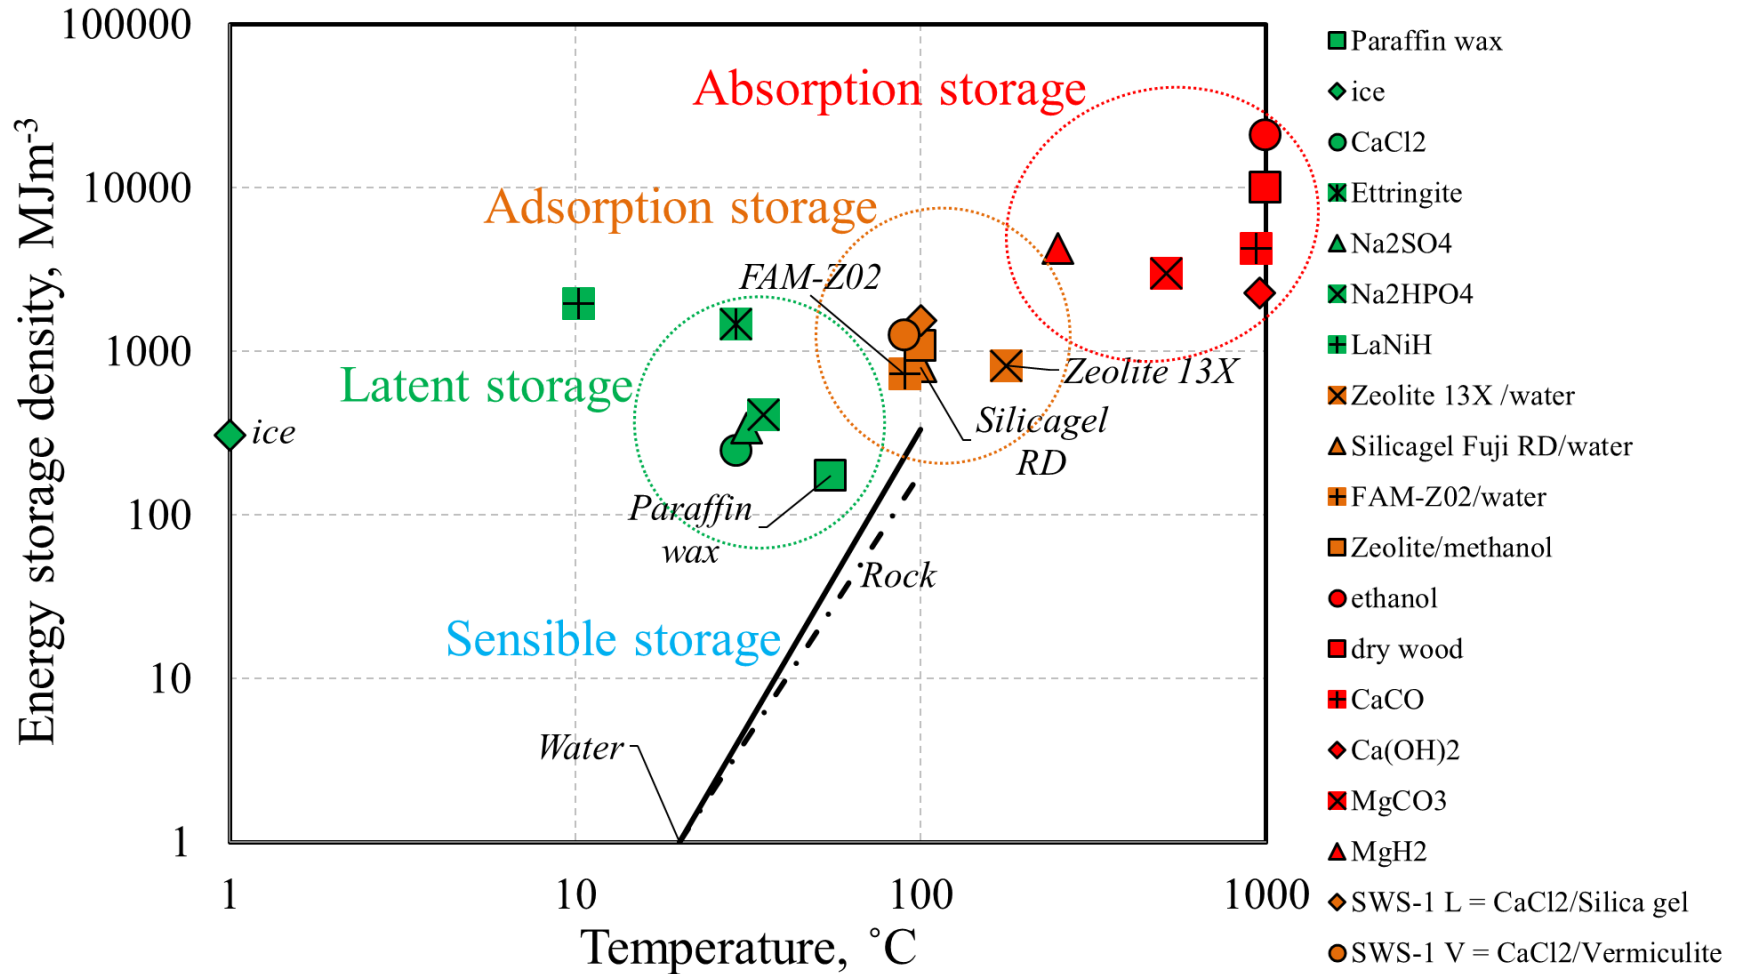 100000
10000
1000
100
10
1
Energy storage density, MJm-3
1
10
100
1000
Temperature, ˚C
Absorption storage
Adsorption storage
FAM-Z02
Latent storage
Zeolite 13X
Silicagel
RD
ice
Paraffin
wax
Rock
Sensible storage
Water
Paraffin wax
ice
CaCl2
Ettringite
Na2SO4
Na2HPO4
LaNiH
Zeolite 13X /water
Silicagel Fuji RD/water
FAM-Z02/water
Zeolite/methanol
ethanol
dry wood
CaCO
Ca(OH)2
MgCO3
MgH2
SWS-1 L = CaCl2/Silica gel
SWS-1 V = CaCl2/Vermiculite